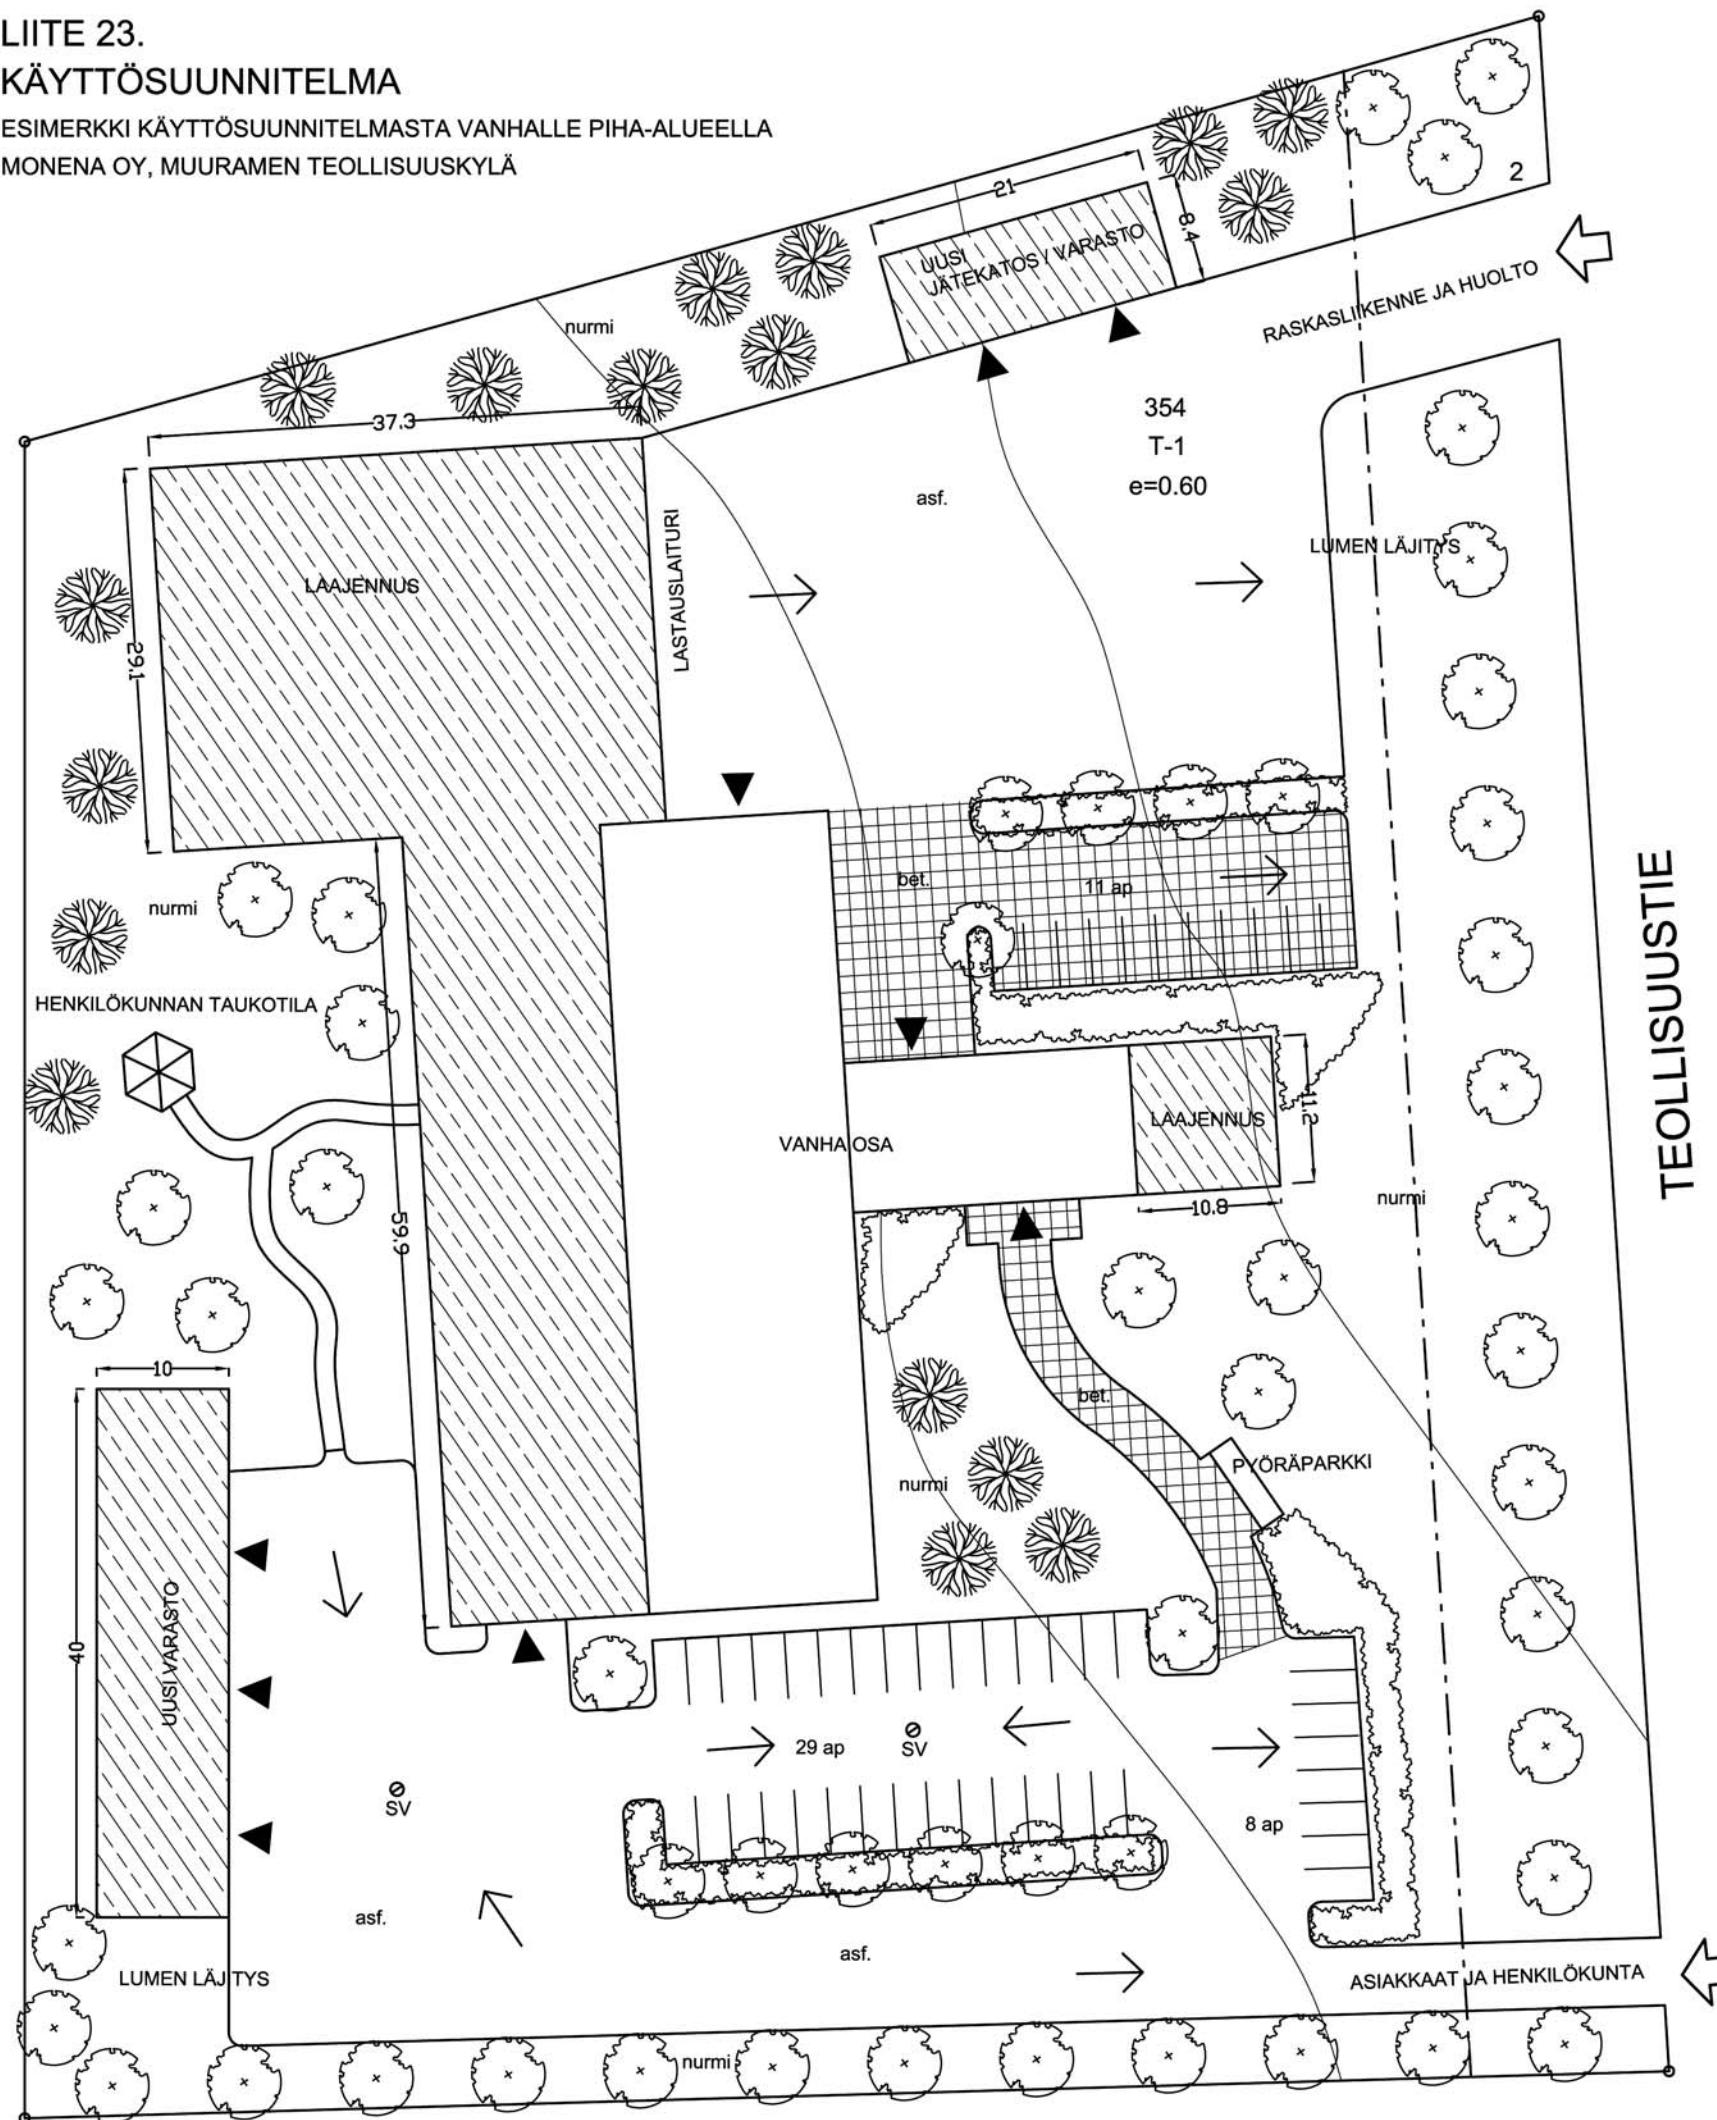 LIITE 23.
KÄYTTÖSUUNNITELMA
ESIMERKKI KÄYTTÖSUUNNITELMASTA VANHALLE PIHA-ALUEELLA
MONENA OY, MUURAMEN TEOLLISUUSKYLÄ
2
21
8.4
UUSI
JÄTEKATOS / VARASTO
RASKASLIIKENNE JA HUOLTO
nurmi
37.3
354
T-1
e=0.60
asf.
LASTAUSLAITURI
LUMEN LÄJITYS
LAAJENNUS
29.1
bet.
11 ap
nurmi
HENKILÖKUNNAN TAUKOTILA
TEOLLISUUSTIE
VANHA OSA
LAAJENNUS
11.2
10.8
nurmi
59.9
10
bet.
PYÖRÄPARKKI
nurmi
40
UUSI VARASTO
29 ap
SV
SV
8 ap
asf.
asf.
LUMEN LÄJITYS
ASIAKKAAT JA HENKILÖKUNTA
nurmi